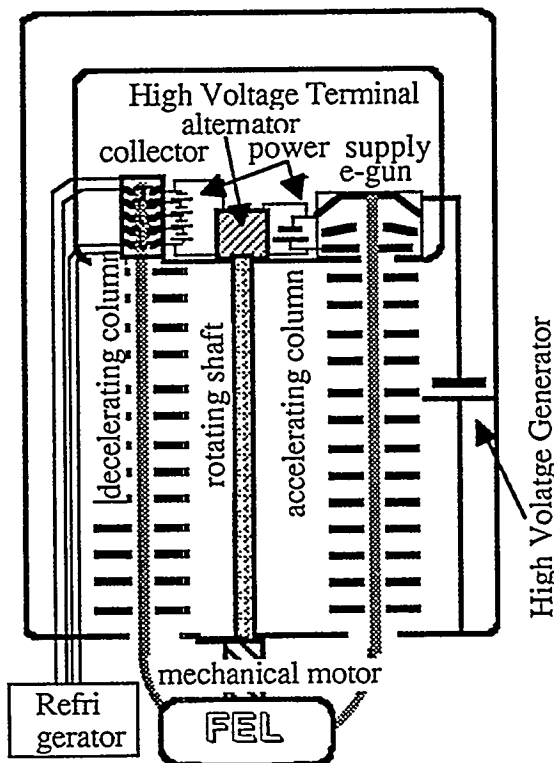 High Voltage Terminal
alternator
collector
power supply
e-gun
decelerating column
rotating shaft
accelerating column
High Volatge Generator
mechanical motor
Refri
gerator
FEL